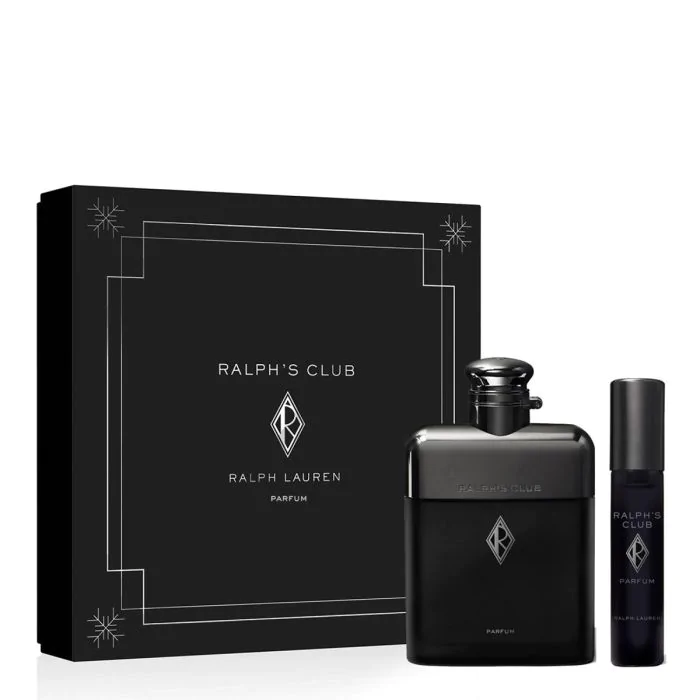 RALPH'S CLUB
R
RALPH LAUREN
PARFUM
RALPH'S CLUB
R
PARFUM
RALPH'S
CLUB
R
PARFUM
RALPH LAUREN